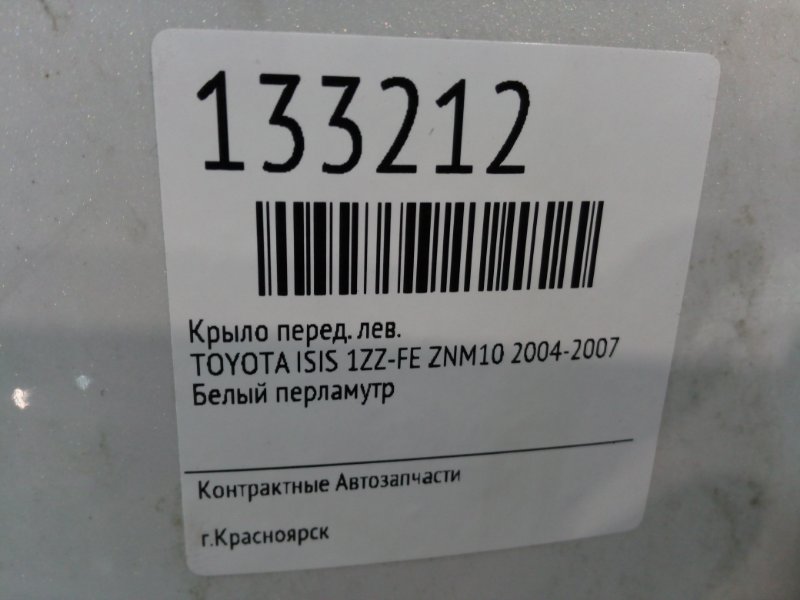 133212
Крыло перед. лев.
TOYOTA ISIS 1ZZ-FE ZNM10 2004-2007
Белый перламутр
Контрактные Автозапчасти
г.Красноярск